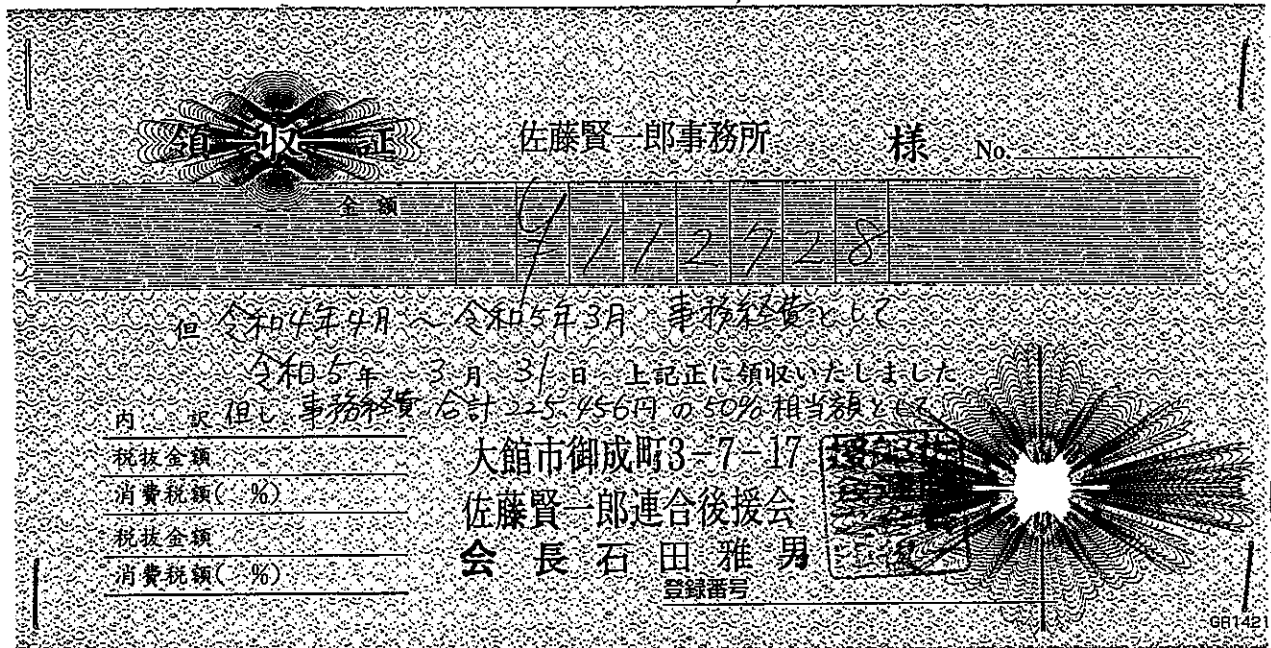 領収証 佐藤賢一郎事務所 様 No.
金額 ¥112728
但 令和4年4月～令和5年3月 事務経費として
令和5年 3月 31日 上記正に領収いたしました
内訳 但し 事務経費 合計225,456円の50%相当額として
税抜金額
消費税額( %)
税抜金額
消費税額( %)
大館市御成町3-7-17
佐藤賢一郎連合後援会
会長 石田雅男
登録番号
GR1421